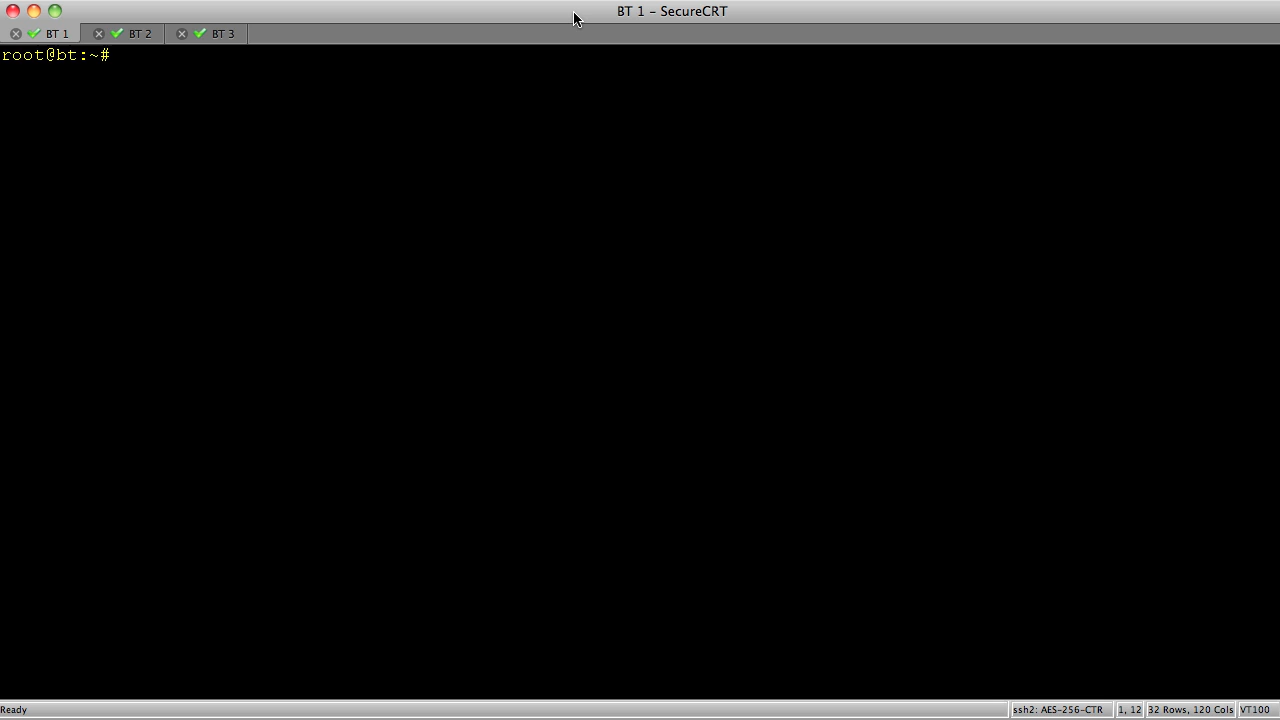 BT 1 – SecureCRT
BT 1 BT 2 BT 3
root@bt:~#
Ready ssh2: AES-256-CTR 1, 12 32 Rows, 120 Cols VT100